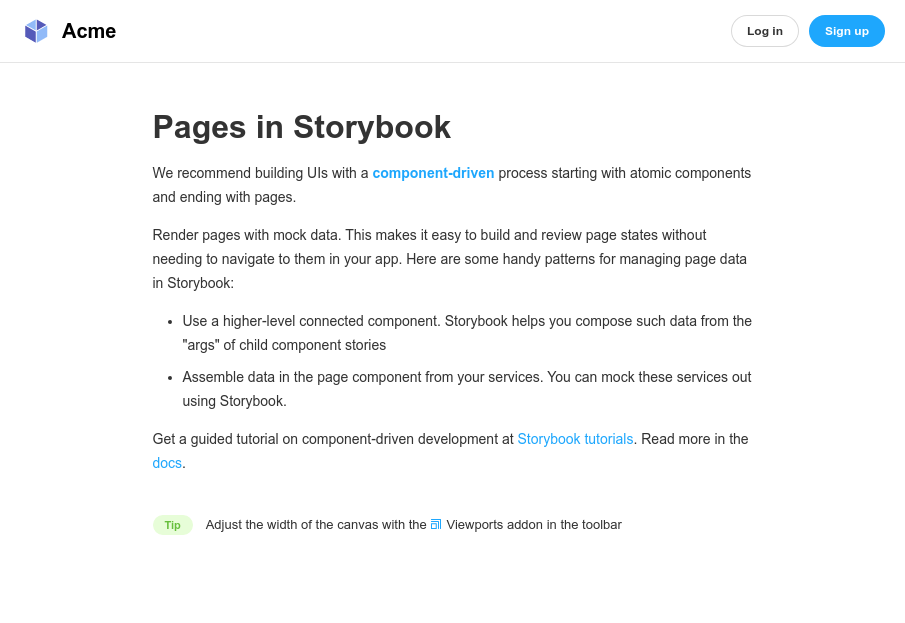 Acme
Log in
Sign up
Pages in Storybook
We recommend building UIs with a component-driven process starting with atomic components
and ending with pages.
Render pages with mock data. This makes it easy to build and review page states without
needing to navigate to them in your app. Here are some handy patterns for managing page data
in Storybook:
• Use a higher-level connected component. Storybook helps you compose such data from the
"args" of child component stories
• Assemble data in the page component from your services. You can mock these services out
using Storybook.
Get a guided tutorial on component-driven development at Storybook tutorials. Read more in the
docs.
Tip Adjust the width of the canvas with the Viewports addon in the toolbar